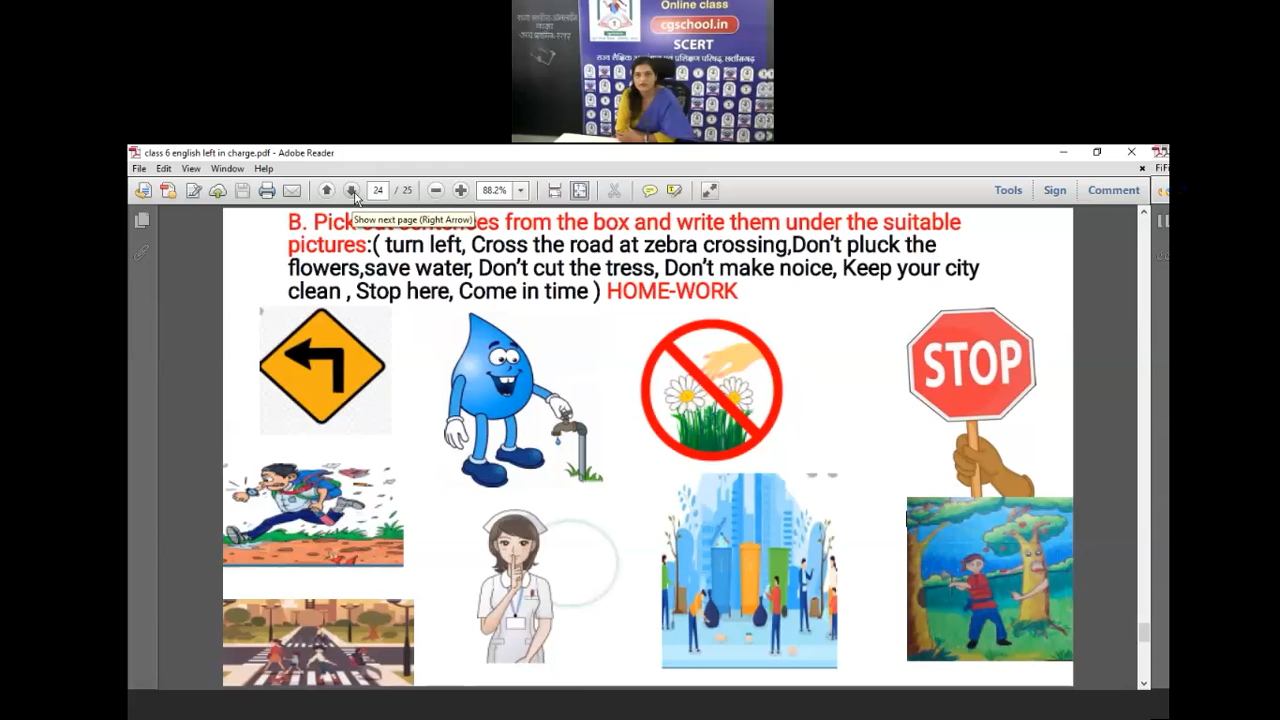 Online class
cgschool.in
SCERT
class 6 english left in charge.pdf - Adobe Reader
File Edit View Window Help
24 / 25 88.2% Tools Sign Comment
Show next page (Right Arrow)
B. Pick out sentences from the box and write them under the suitable
pictures:( turn left, Cross the road at zebra crossing,Don't pluck the
flowers,save water, Don't cut the tress, Don't make noice, Keep your city
clean , Stop here, Come in time ) HOME-WORK
STOP